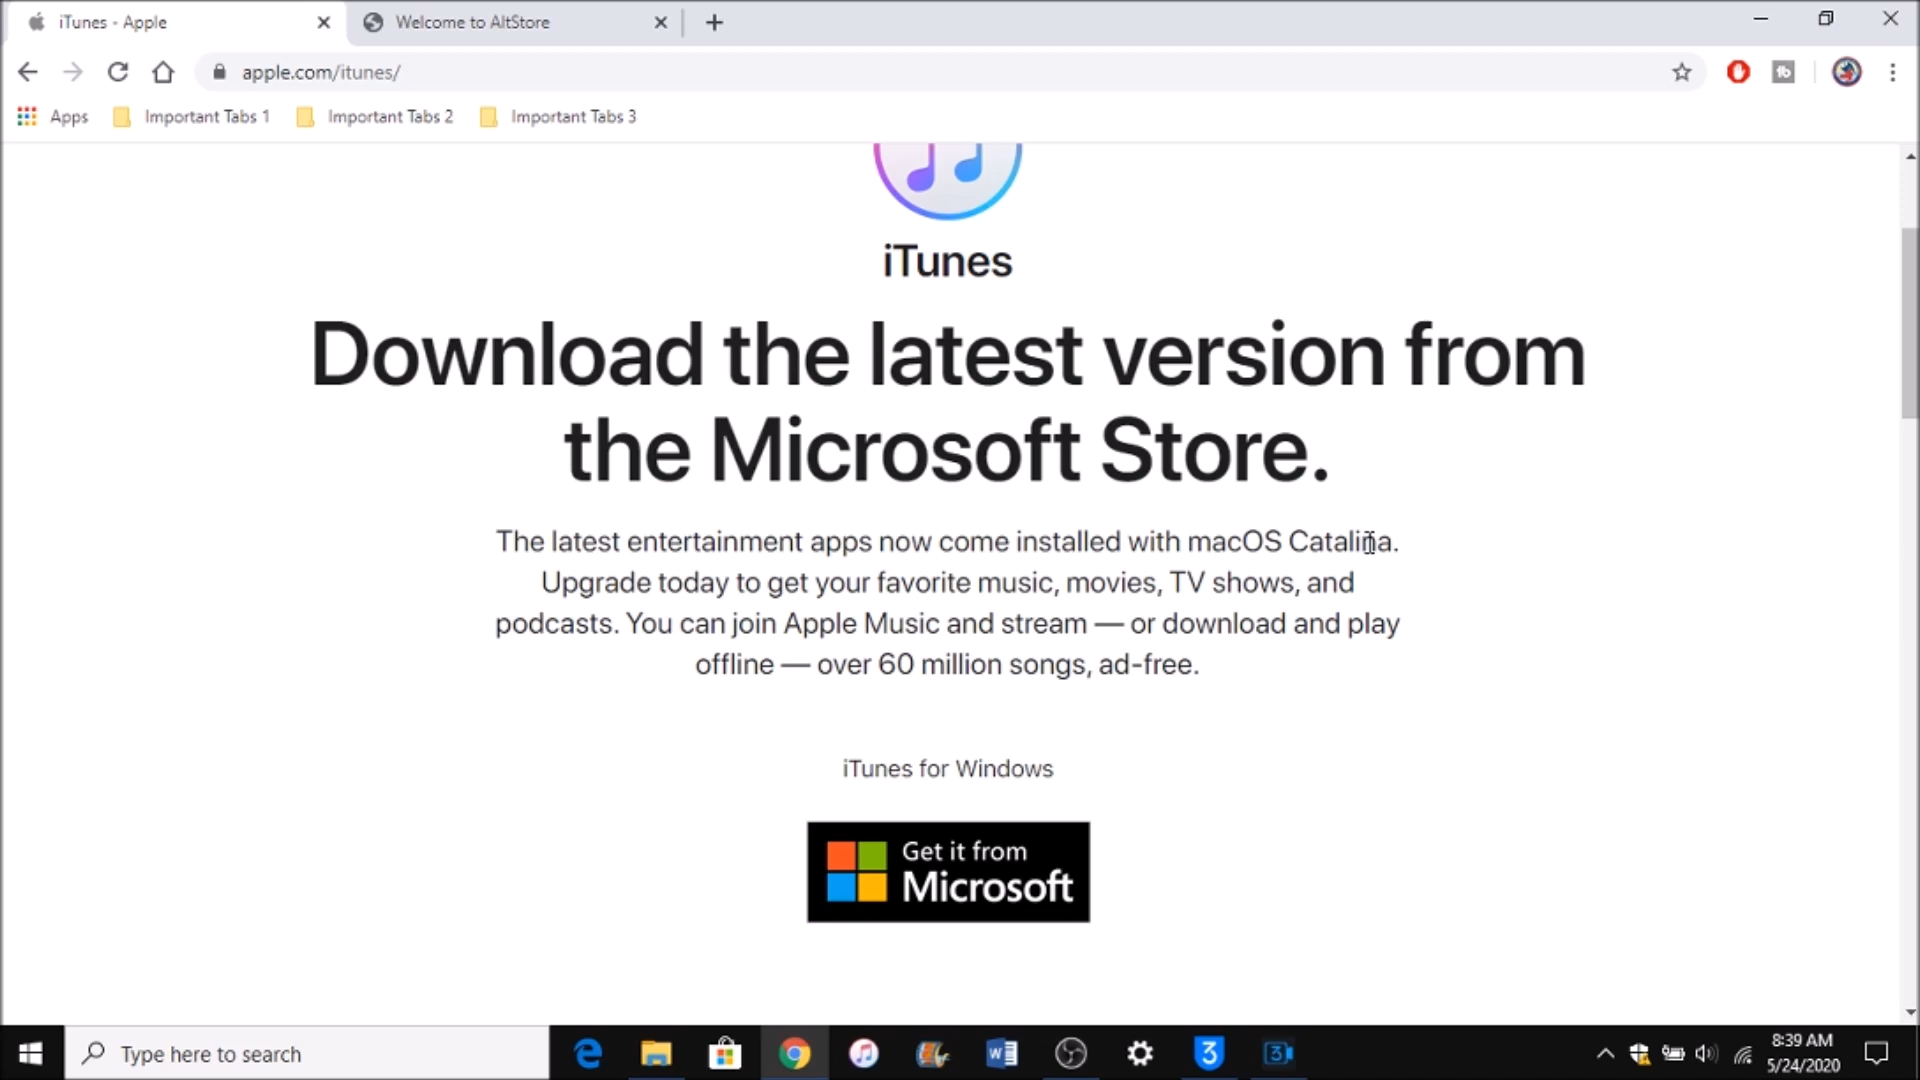 iTunes - Apple
Welcome to AltStore
apple.com/itunes/
Apps
Important Tabs 1
Important Tabs 2
Important Tabs 3
iTunes
Download the latest version from
the Microsoft Store.
The latest entertainment apps now come installed with macOS Catalina.
Upgrade today to get your favorite music, movies, TV shows, and
podcasts. You can join Apple Music and stream — or download and play
offline — over 60 million songs, ad-free.
iTunes for Windows
Get it from
Microsoft
Type here to search
8:39 AM
5/24/2020